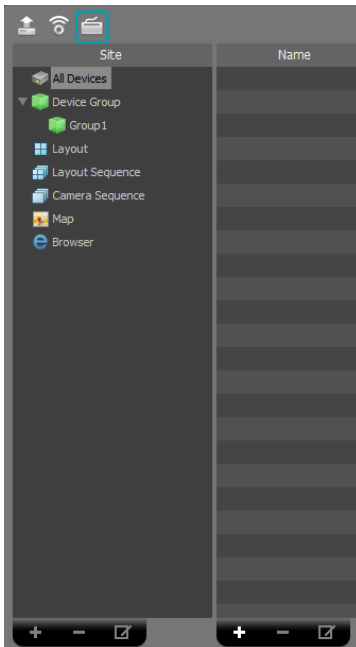 Site
Name
All Devices
Device Group
Group1
Layout
Layout Sequence
Camera Sequence
Map
Browser